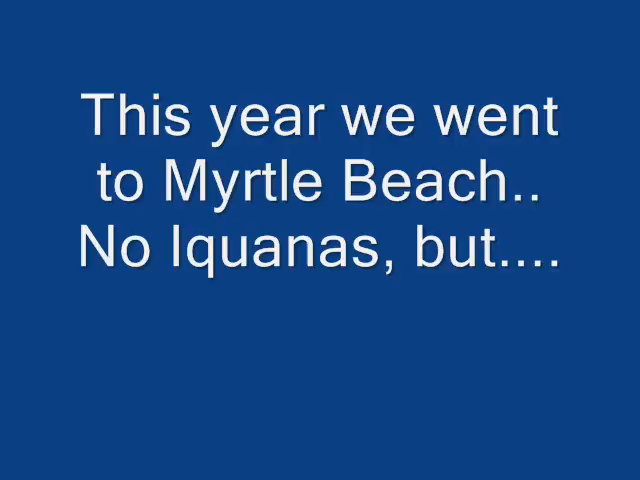 This year we went
to Myrtle Beach..
No Iquanas, but....